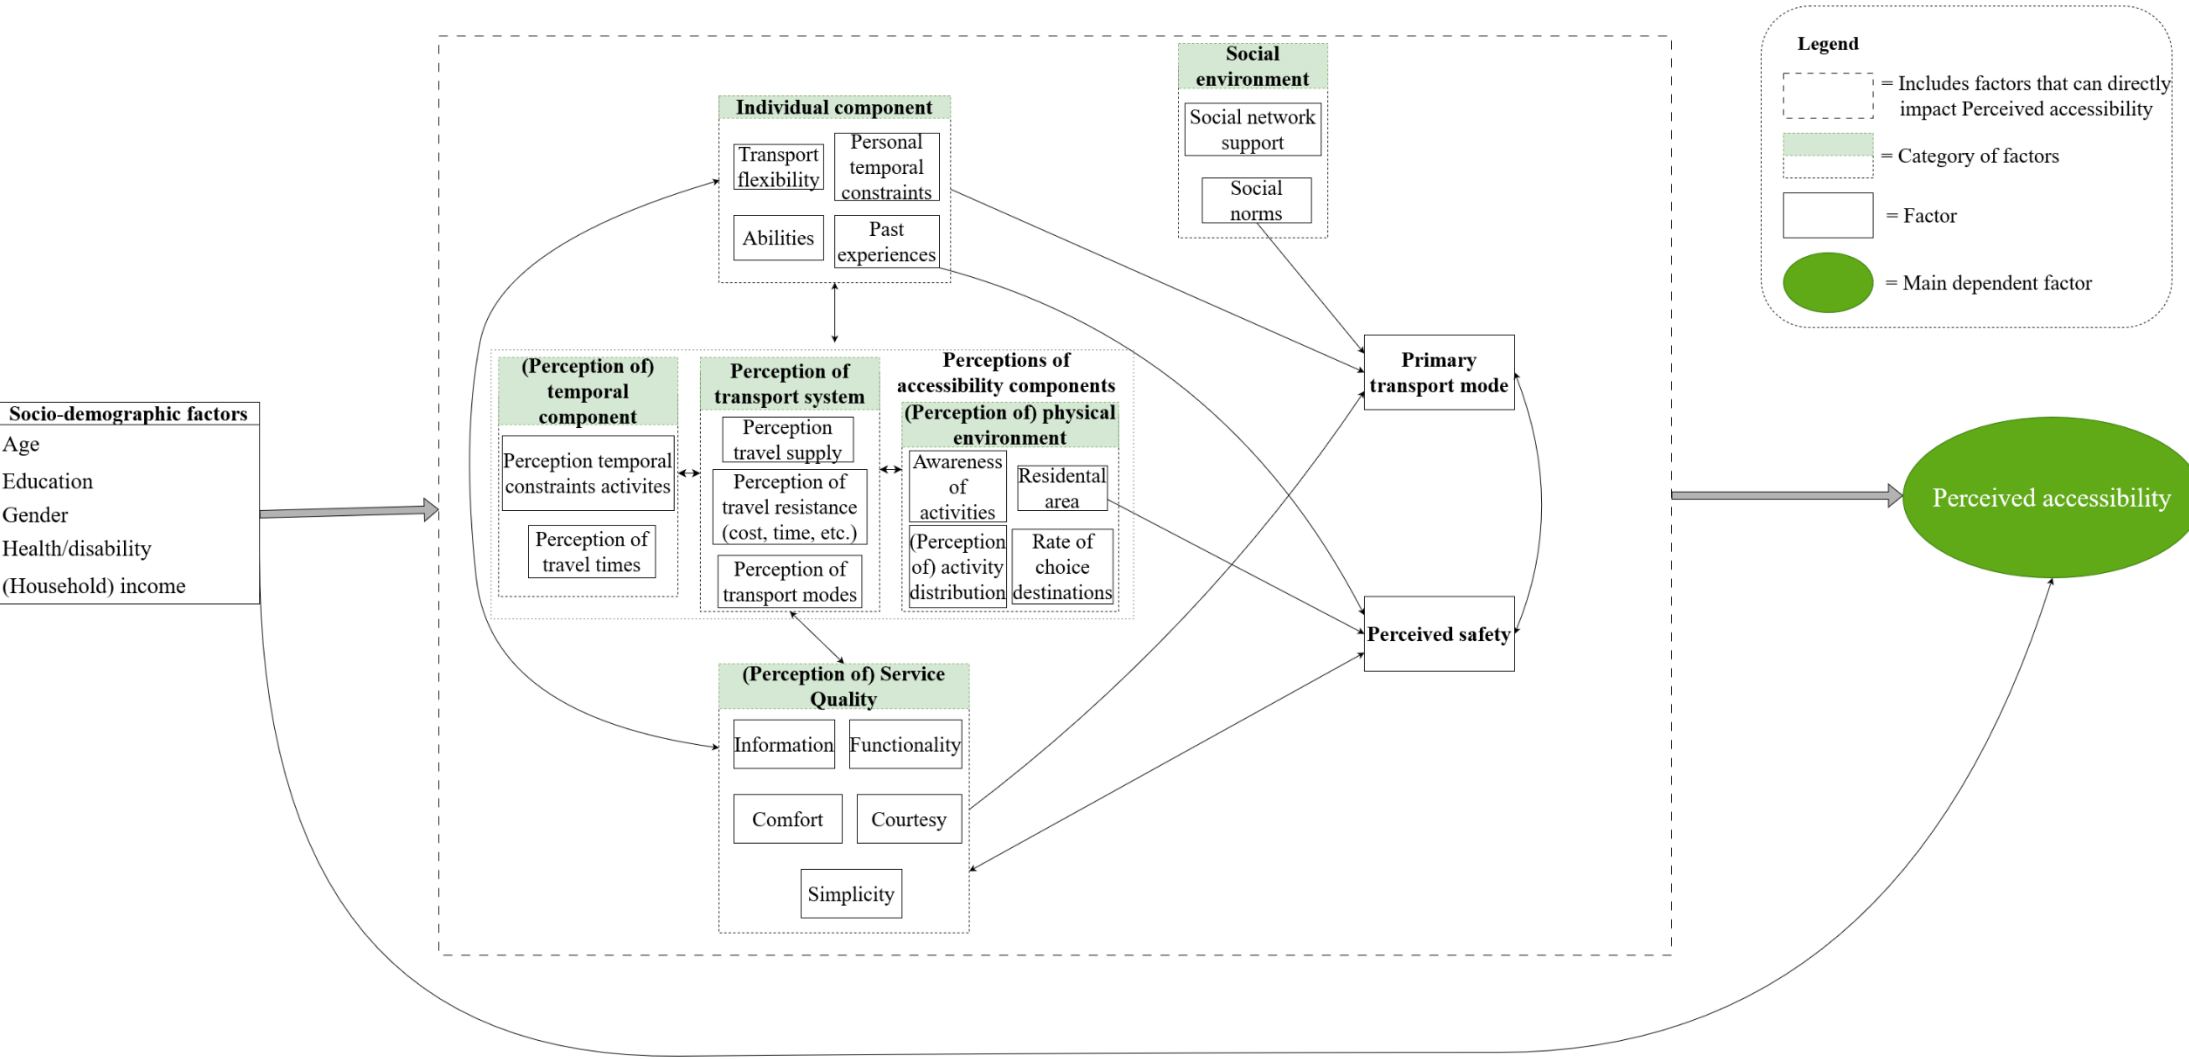 Social
environment
Social network
support
Social
norms
Individual component
Transport
flexibility
Personal
temporal
constraints
Abilities
Past
experiences
Legend
= Includes factors that can directly
impact Perceived accessibility
= Category of factors
= Factor
= Main dependent factor
Socio-demographic factors
Age
Education
Gender
Health/disability
(Household) income
(Perception of)
temporal
component
Perception temporal
constraints activites
Perception of
travel times
Perception of
transport system
Perception
travel supply
Perception of
travel resistance
(cost, time, etc.)
Perception of
transport modes
Perceptions of
accessibility components
(Perception of) physical
environment
Awareness
of
activities
Residental
area
(Perception
of) activity
distribution
Rate of
choice
destinations
Primary
transport mode
Perceived safety
Perceived accessibility
(Perception of) Service
Quality
Information
Functionality
Comfort
Courtesy
Simplicity